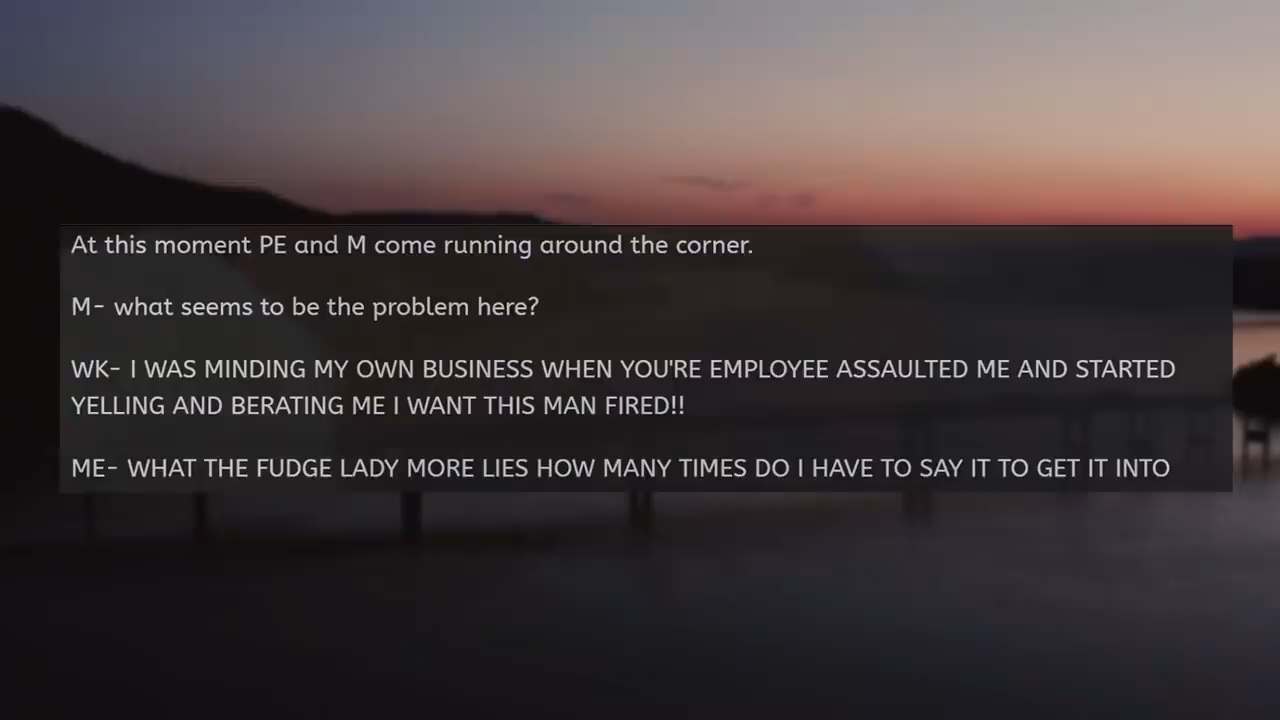 At this moment PE and M come running around the corner.
M- what seems to be the problem here?
WK- I WAS MINDING MY OWN BUSINESS WHEN YOU'RE EMPLOYEE ASSAULTED ME AND STARTED
YELLING AND BERATING ME I WANT THIS MAN FIRED!!
ME- WHAT THE FUDGE LADY MORE LIES HOW MANY TIMES DO I HAVE TO SAY IT TO GET IT INTO